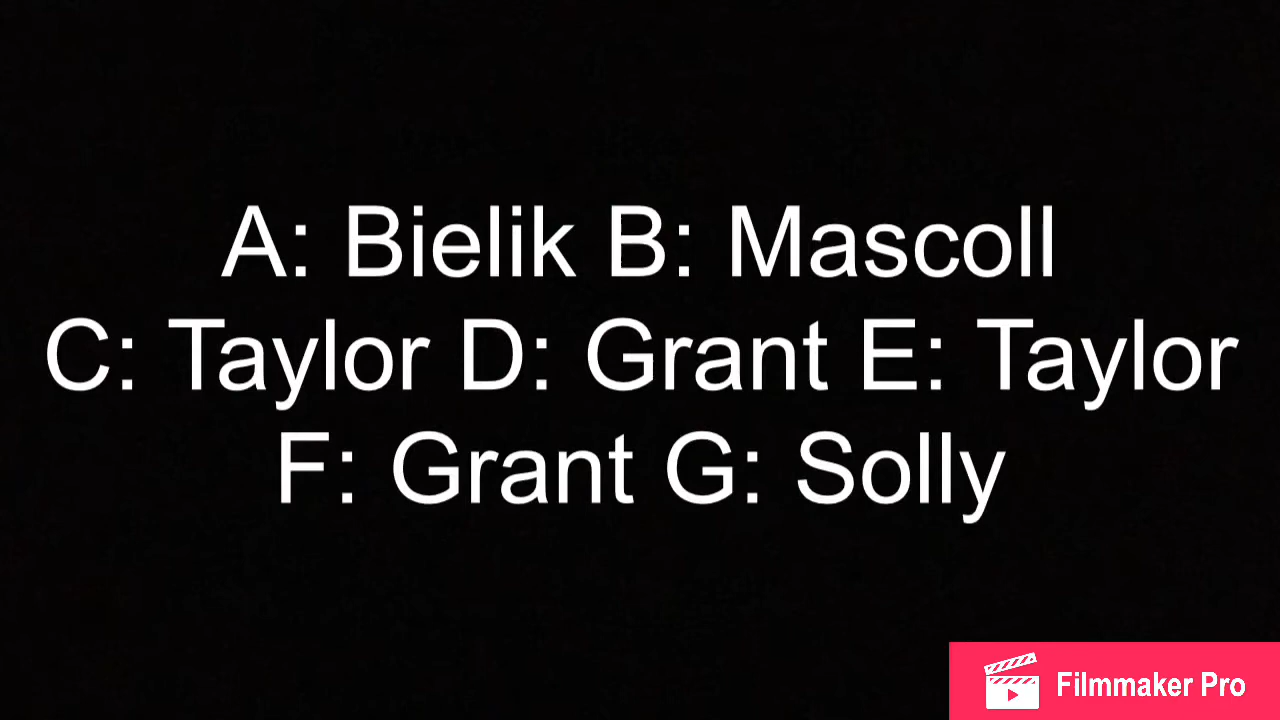 A: Bielik B: Mascoll
C: Taylor D: Grant E: Taylor
F: Grant G: Solly
Filmmaker Pro